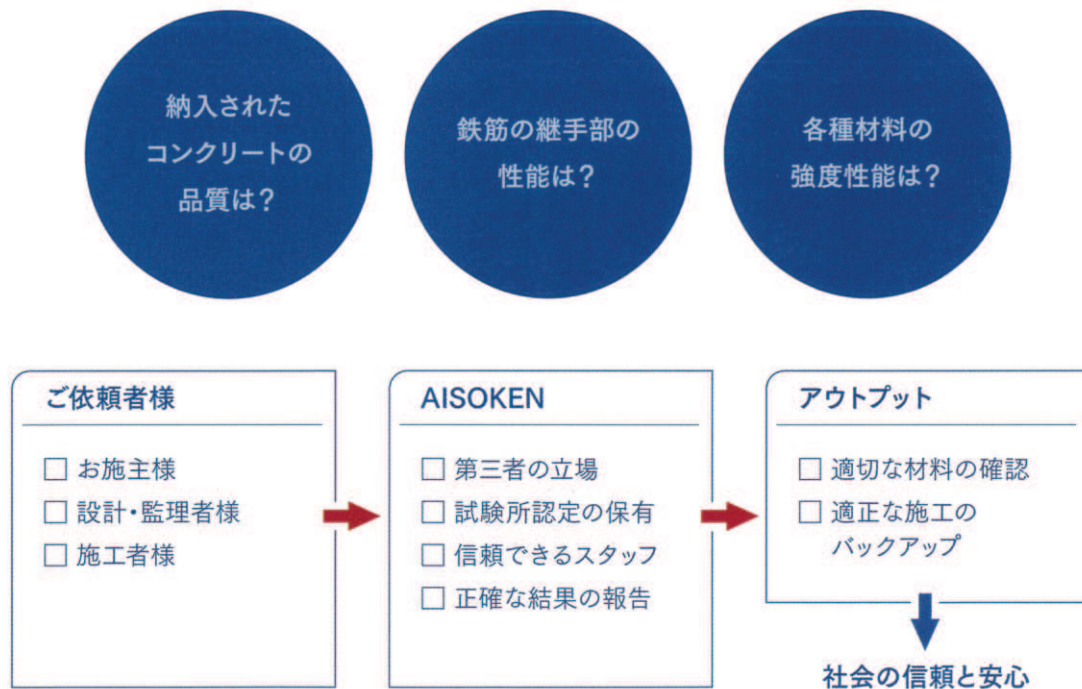 納入された
コンクリートの
品質は？
鉄筋の継手部の
性能は？
各種材料の
強度性能は？
ご依頼者様
□ お施主様
□ 設計・監理者様
□ 施工者様
AISOKEN
□ 第三者の立場
□ 試験所認定の保有
□ 信頼できるスタッフ
□ 正確な結果の報告
アウトプット
□ 適切な材料の確認
□ 適正な施工の
バックアップ
社会の信頼と安心